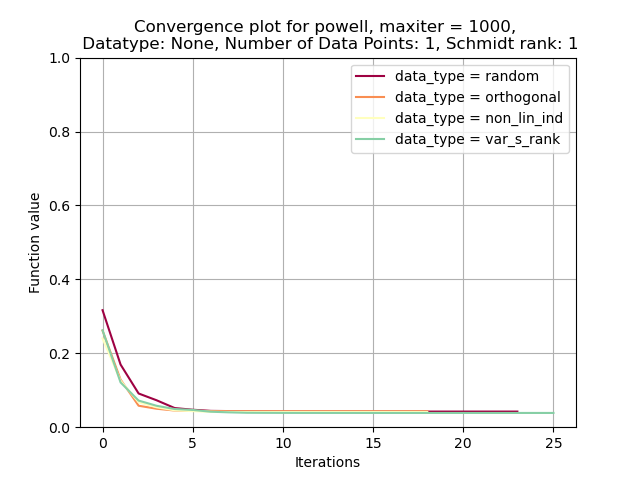 Convergence plot for powell, maxiter = 1000,
Datatype: None, Number of Data Points: 1, Schmidt rank: 1
data_type = random
data_type = orthogonal
data_type = non_lin_ind
data_type = var_s_rank
Function value
1.0
0.8
0.6
0.4
0.2
0.0
0 5 10 15 20 25
Iterations